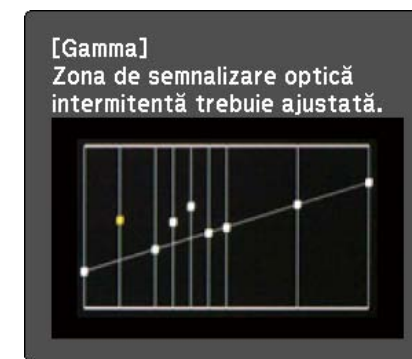 [Gamma]
Zona de semnalizare optică
intermitentă trebuie ajustată.